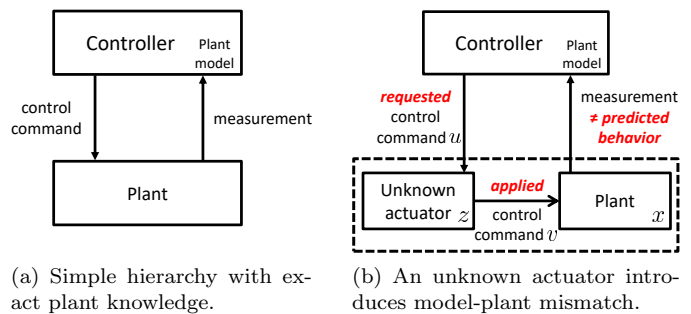 Controller
Plant
model
control
command
measurement
Plant
(a) Simple hierarchy with ex-
act plant knowledge.
Controller
Plant
model
requested
control
command u
measurement
≠ predicted
behavior
Unknown
actuator z
applied
control
command v
Plant
x
(b) An unknown actuator intro-
duces model-plant mismatch.